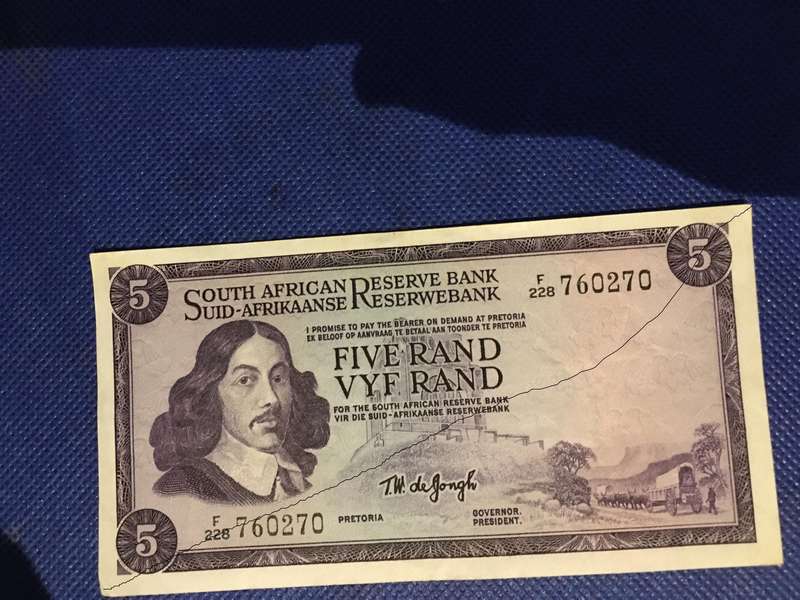 5
5
SOUTH AFRICAN RESERVE BANK
SUID-AFRIKAANSE RESERWEBANK
F
228 760270
I PROMISE TO PAY THE BEARER ON DEMAND AT PRETORIA
EK BELOOF OP AANVRAAG TE BETAAL AAN TOONDER TE PRETORIA
FIVE RAND
VYF RAND
FOR THE SOUTH AFRICAN RESERVE BANK
VIR DIE SUID-AFRIKAANSE RESERWEBANK
T.W. de Jongh
F
228 760270
PRETORIA
GOVERNOR.
PRESIDENT.
5